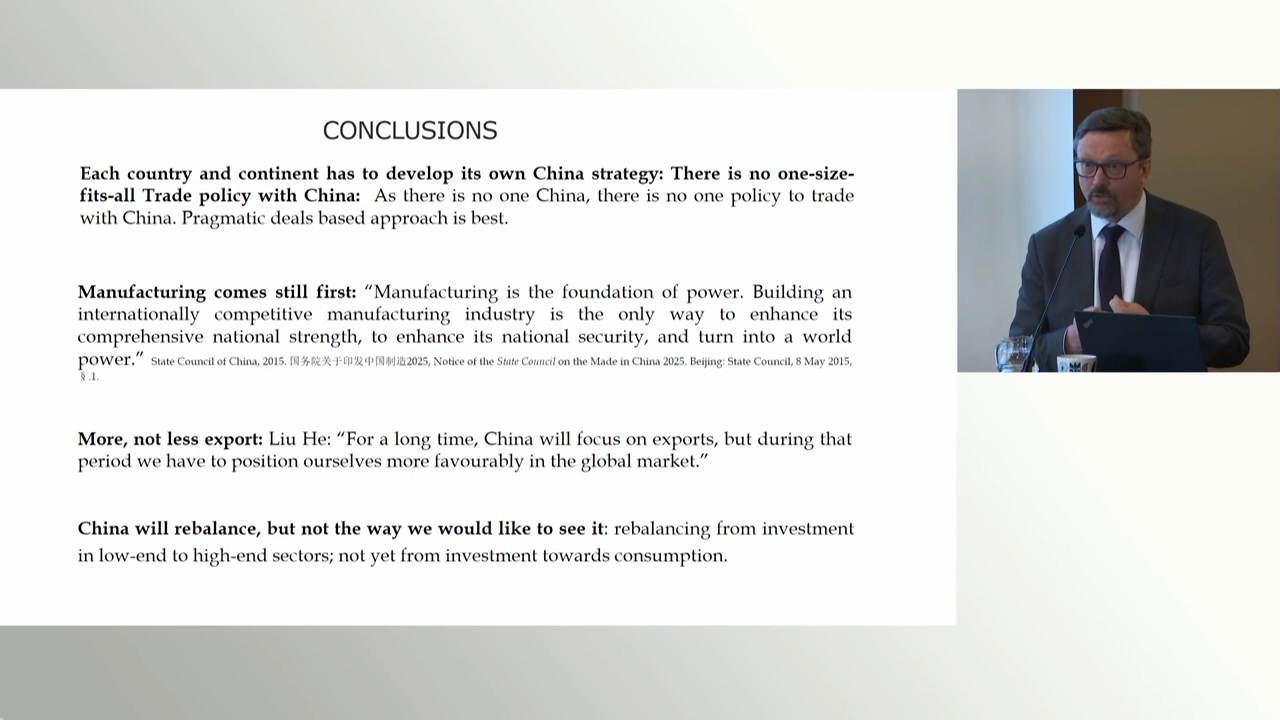 CONCLUSIONS
Each country and continent has to develop its own China strategy: There is no one-size-
fits-all Trade policy with China: As there is no one China, there is no one policy to trade
with China. Pragmatic deals based approach is best.
Manufacturing comes still first: “Manufacturing is the foundation of power. Building an
internationally competitive manufacturing industry is the only way to enhance its
comprehensive national strength, to enhance its national security, and turn into a world
power.” State Council of China, 2015. 国务院关于印发中国制造2025, Notice of the State Council on the Made in China 2025. Beijing: State Council, 8 May 2015,
§ .1.
More, not less export: Liu He: “For a long time, China will focus on exports, but during that
period we have to position ourselves more favourably in the global market.”
China will rebalance, but not the way we would like to see it: rebalancing from investment
in low-end to high-end sectors; not yet from investment towards consumption.